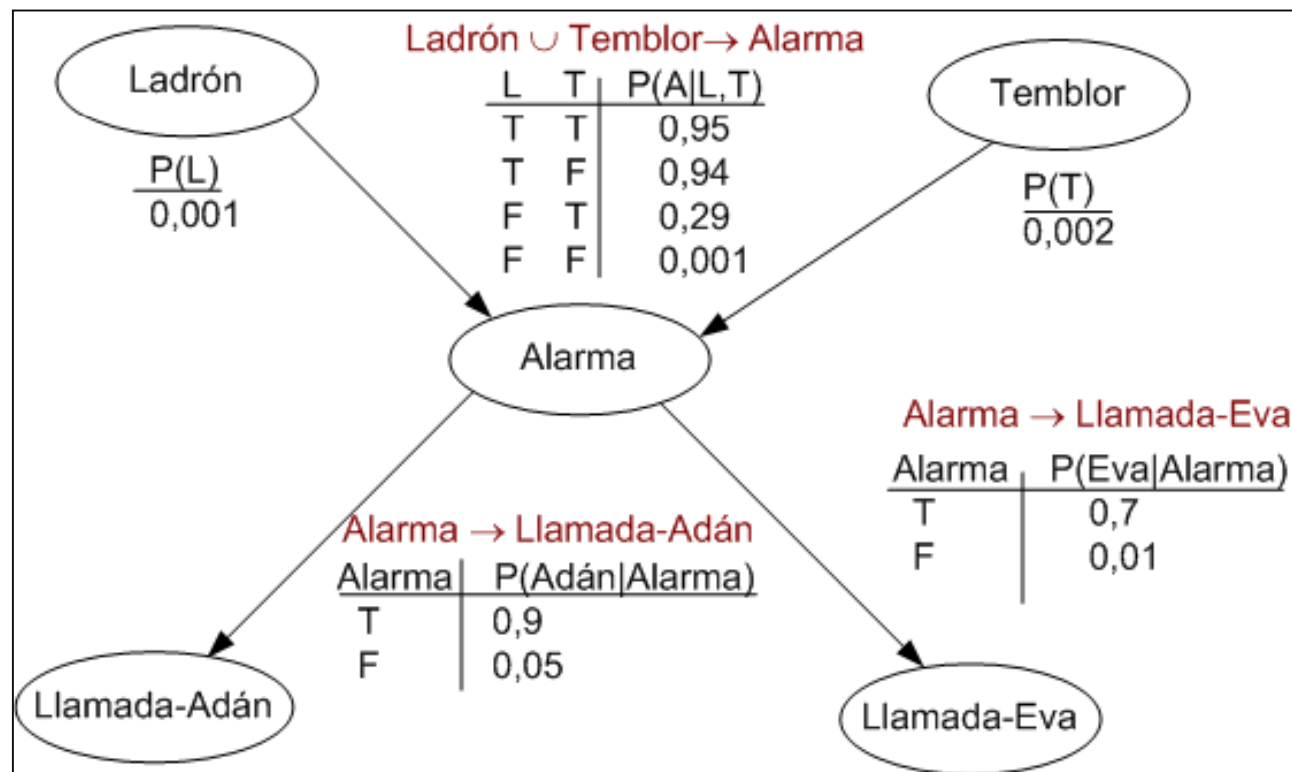 Ladrón ∪ Temblor→ Alarma
Ladrón
P(L)
0,001
L T P(A|L,T)
T T 0,95
T F 0,94
F T 0,29
F F 0,001
Temblor
P(T)
0,002
Alarma
Alarma → Llamada-Eva
Alarma P(Eva|Alarma)
T 0,7
F 0,01
Alarma → Llamada-Adán
Alarma P(Adán|Alarma)
T 0,9
F 0,05
Llamada-Adán
Llamada-Eva